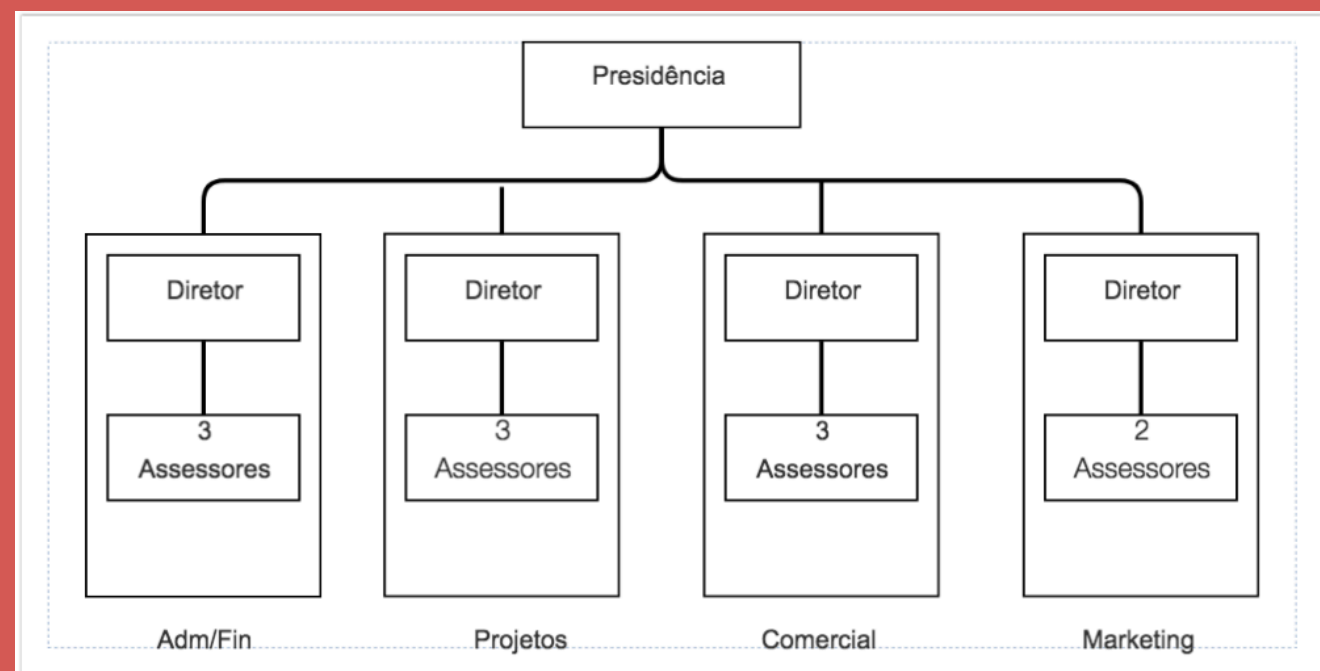 Presidência
Diretor
Diretor
Diretor
Diretor
3
Assessores
3
Assessores
3
Assessores
2
Assessores
Adm/Fin
Projetos
Comercial
Marketing